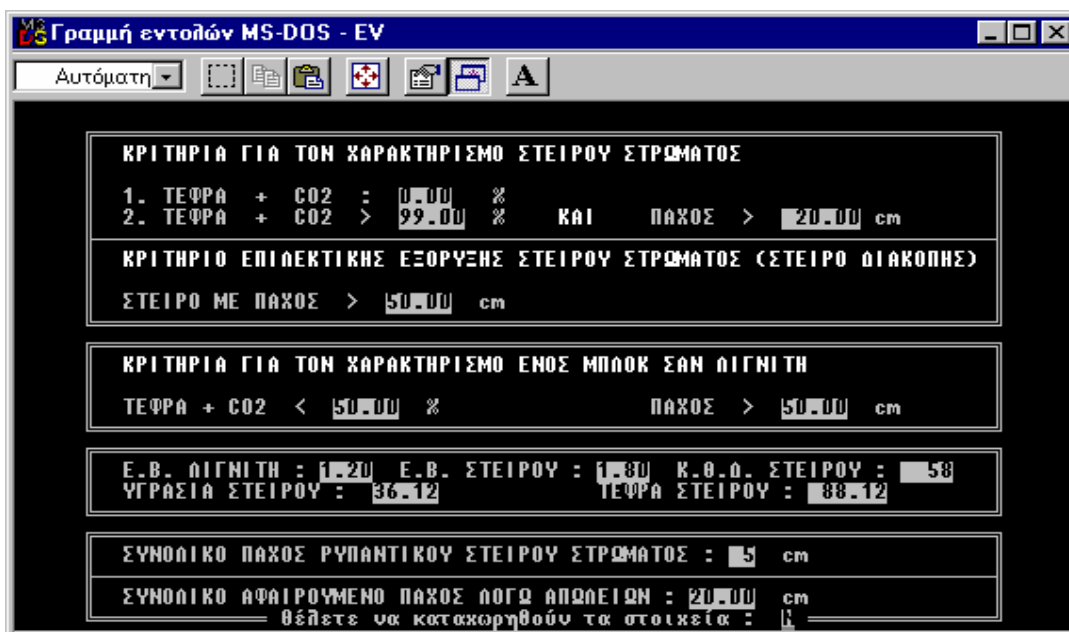 Γραμμή εντολών MS-DOS - EV
Αυτόματη
ΚΡΙΤΗΡΙΑ ΓΙΑ ΤΟΝ ΧΑΡΑΚΤΗΡΙΣΜΟ ΣΤΕΙΡΟΥ ΣΤΡΩΜΑΤΟΣ
1. ΤΕΦΡΑ + CO2 : 0.00 %
2. ΤΕΦΡΑ + CO2 > 99.00 % ΚΑΙ ΠΑΧΟΣ > 20.00 cm
ΚΡΙΤΗΡΙΟ ΕΠΙΛΕΚΤΙΚΗΣ ΕΞΟΡΥΞΗΣ ΣΤΕΙΡΟΥ ΣΤΡΩΜΑΤΟΣ (ΣΤΕΙΡΟ ΔΙΑΚΟΠΗΣ)
ΣΤΕΙΡΟ ΜΕ ΠΑΧΟΣ > 50.00 cm
ΚΡΙΤΗΡΙΑ ΓΙΑ ΤΟΝ ΧΑΡΑΚΤΗΡΙΣΜΟ ΕΝΟΣ ΜΠΛΟΚ ΣΑΝ ΛΙΓΝΙΤΗ
ΤΕΦΡΑ + CO2 < 50.00 % ΠΑΧΟΣ > 50.00 cm
Ε.Β. ΛΙΓΝΙΤΗ : 1.20 Ε.Β. ΣΤΕΙΡΟΥ : 1.80 Κ.Θ.Δ. ΣΤΕΙΡΟΥ : 58
ΥΓΡΑΣΙΑ ΣΤΕΙΡΟΥ : 36.12 ΤΕΦΡΑ ΣΤΕΙΡΟΥ : 88.12
ΣΥΝΟΛΙΚΟ ΠΑΧΟΣ ΡΥΠΑΝΤΙΚΟΥ ΣΤΕΙΡΟΥ ΣΤΡΩΜΑΤΟΣ : 5 cm
ΣΥΝΟΛΙΚΟ ΑΦΑΙΡΟΥΜΕΝΟ ΠΑΧΟΣ ΛΟΓΩ ΑΠΩΛΕΙΩΝ : 20.00 cm
θέλετε να καταχωρηθούν τα στοιχεία :